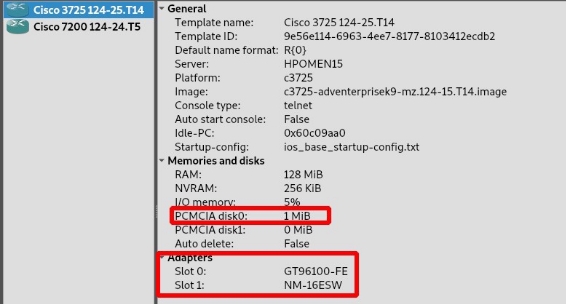 Cisco 3725 124-25.T14
Cisco 7200 124-24.T5
General
Template name: Cisco 3725 124-25.T14
Template ID: 9e56e114-6963-4ee7-8177-8103412ecdb2
Default name format: R{0}
Server: HPOMEN15
Platform: c3725
Image: c3725-adventerprisek9-mz.124-15.T14.image
Console type: telnet
Auto start console: False
Idle-PC: 0x60c09aa0
Startup-config: ios_base_startup-config.txt
Memories and disks
RAM: 128 MiB
NVRAM: 256 KiB
I/O memory: 5%
PCMCIA disk0: 1 MiB
PCMCIA disk1: 0 MiB
Auto delete: False
Adapters
Slot 0: GT96100-FE
Slot 1: NM-16ESW